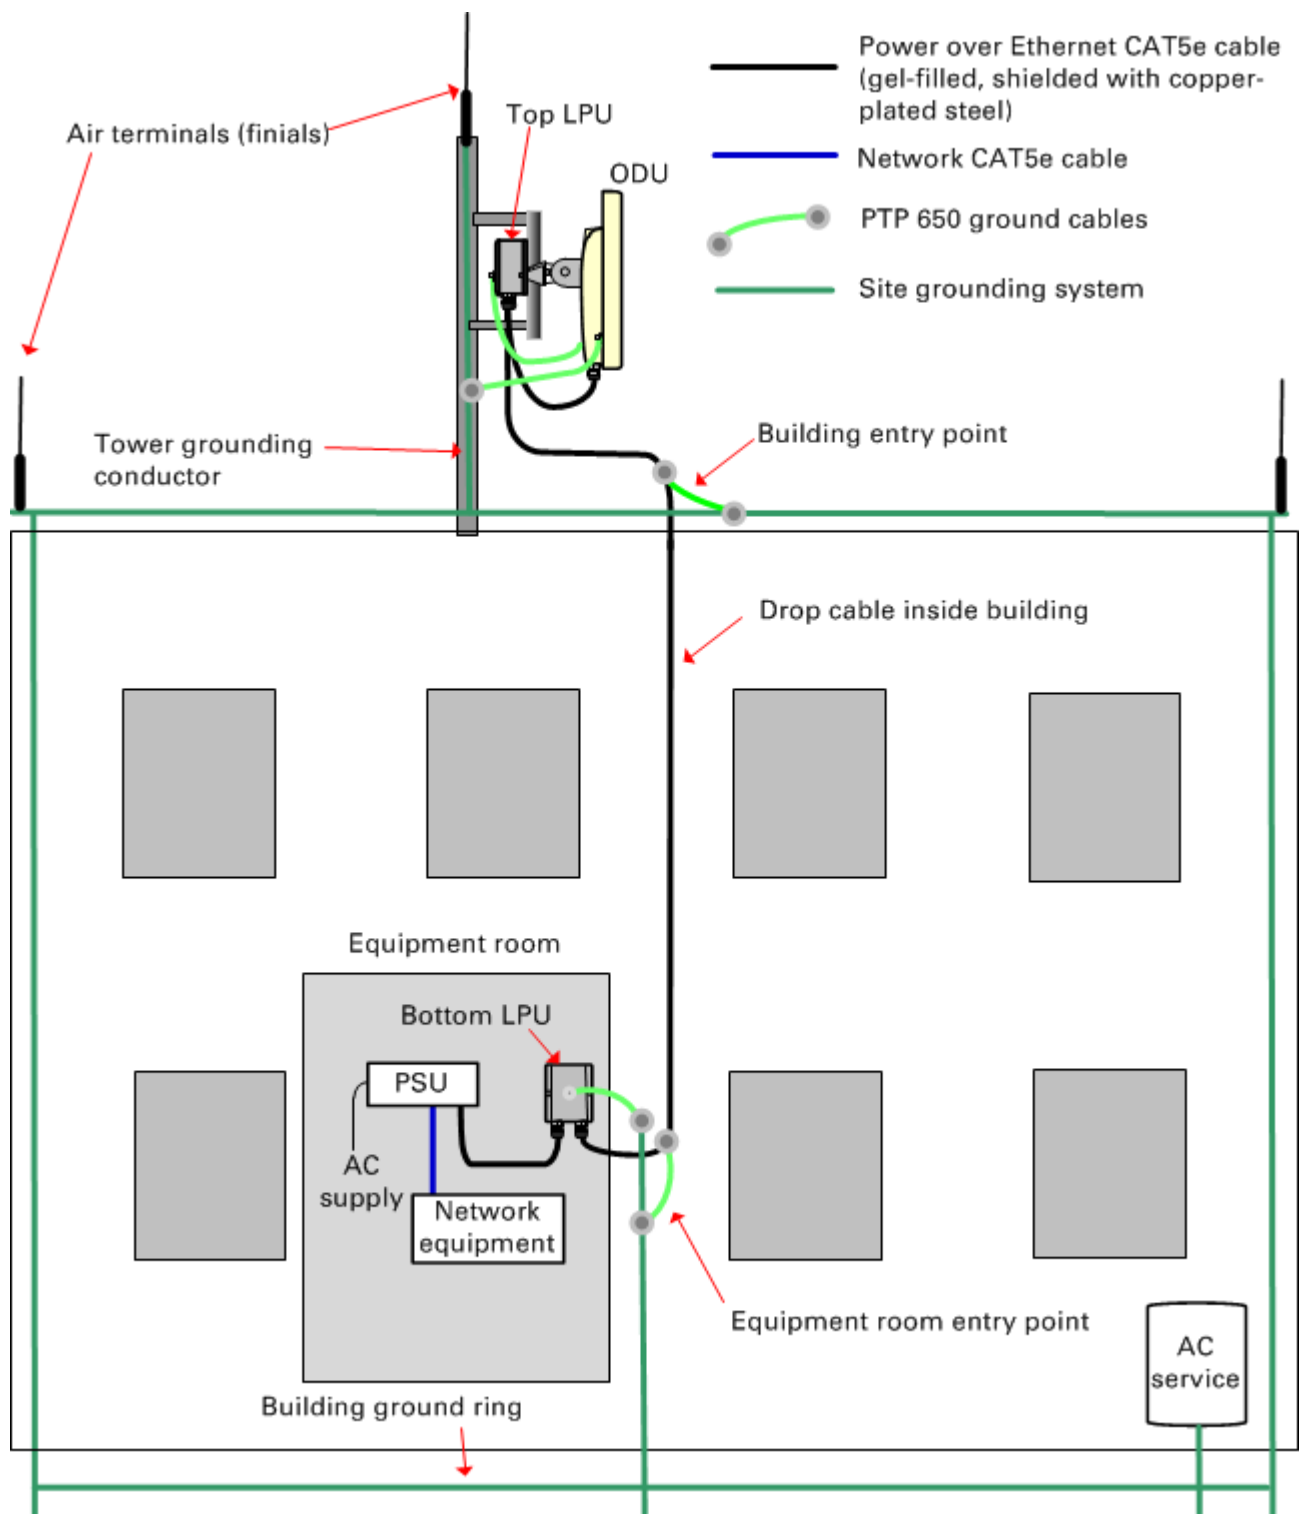 Power over Ethernet CAT5e cable
(gel-filled, shielded with copper-
plated steel)
Top LPU
Air terminals (finials)
Network CAT5e cable
ODU
PTP 650 ground cables
Site grounding system
Building entry point
Tower grounding
conductor
Drop cable inside building
Equipment room
Bottom LPU
PSU
AC
supply
Network
equipment
Equipment room entry point
AC
service
Building ground ring